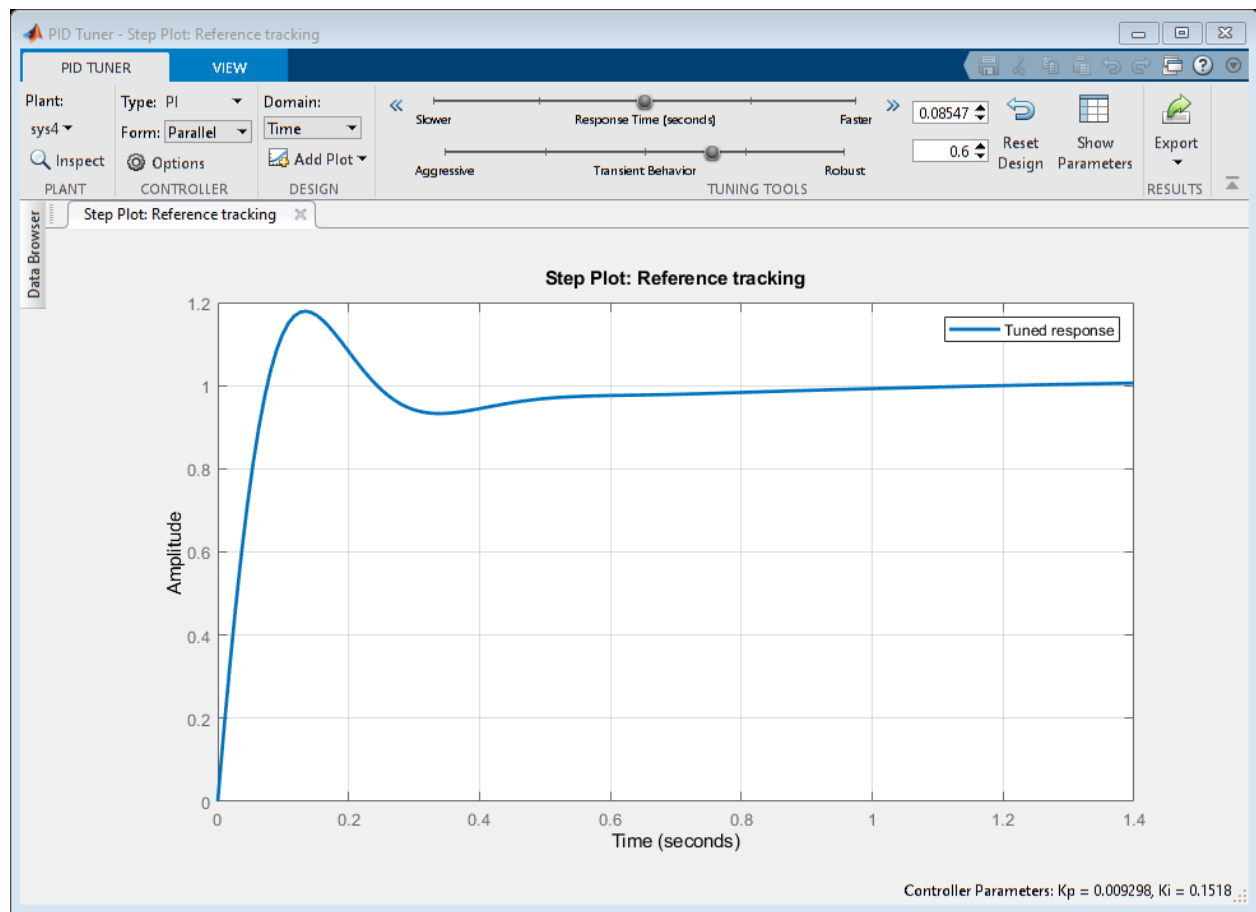 PID Tuner - Step Plot: Reference tracking
PID TUNER VIEW
Plant: Type: PI Domain:
sys4 Form: Parallel Time
Slower Response Time (seconds) Faster 0.08547
Inspect Options Add Plot
Aggressive Transient Behavior Robust 0.6
Reset Design
Show Parameters
Export
PLANT CONTROLLER DESIGN TUNING TOOLS RESULTS
Data Browser
Step Plot: Reference tracking
Step Plot: Reference tracking
Tuned response
Amplitude
1.2
1
0.8
0.6
0.4
0.2
0
0 0.2 0.4 0.6 0.8 1 1.2 1.4
Time (seconds)
Controller Parameters: Kp = 0.009298, Ki = 0.1518